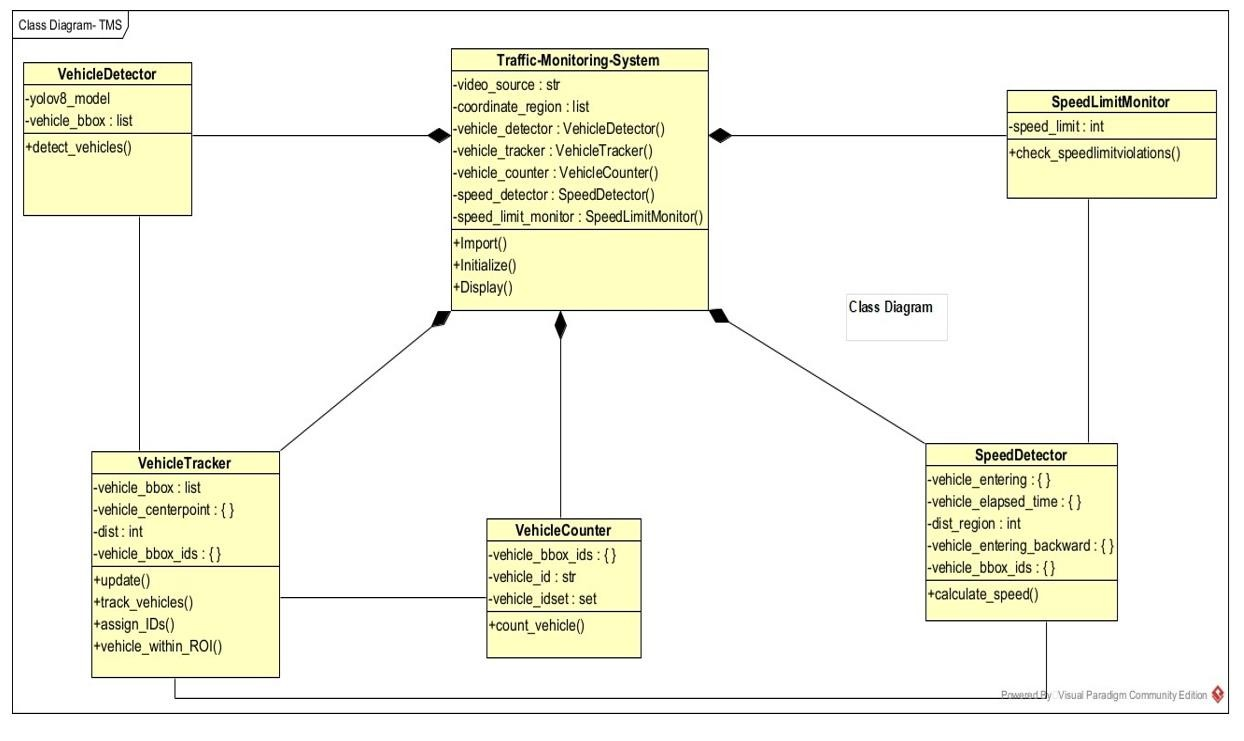 Class Diagram- TMS
VehicleDetector
-yolov8_model
-vehicle_bbox : list
+detect_vehicles()
Traffic-Monitoring-System
-video_source : str
-coordinate_region : list
-vehicle_detector : VehicleDetector()
-vehicle_tracker : VehicleTracker()
-vehicle_counter : VehicleCounter()
-speed_detector : SpeedDetector()
-speed_limit_monitor : SpeedLimitMonitor()
+Import()
+Initialize()
+Display()
SpeedLimitMonitor
-speed_limit : int
+check_speedlimitviolations()
Class Diagram
VehicleTracker
-vehicle_bbox : list
-vehicle_centerpoint : { }
-dist : int
-vehicle_bbox_ids : { }
+update()
+track_vehicles()
+assign_IDs()
+vehicle_within_ROI()
VehicleCounter
-vehicle_bbox_ids : { }
-vehicle_id : str
-vehicle_idset : set
+count_vehicle()
SpeedDetector
-vehicle_entering : { }
-vehicle_elapsed_time : { }
-dist_region : int
-vehicle_entering_backward : { }
-vehicle_bbox_ids : { }
+calculate_speed()
Powered By Visual Paradigm Community Edition